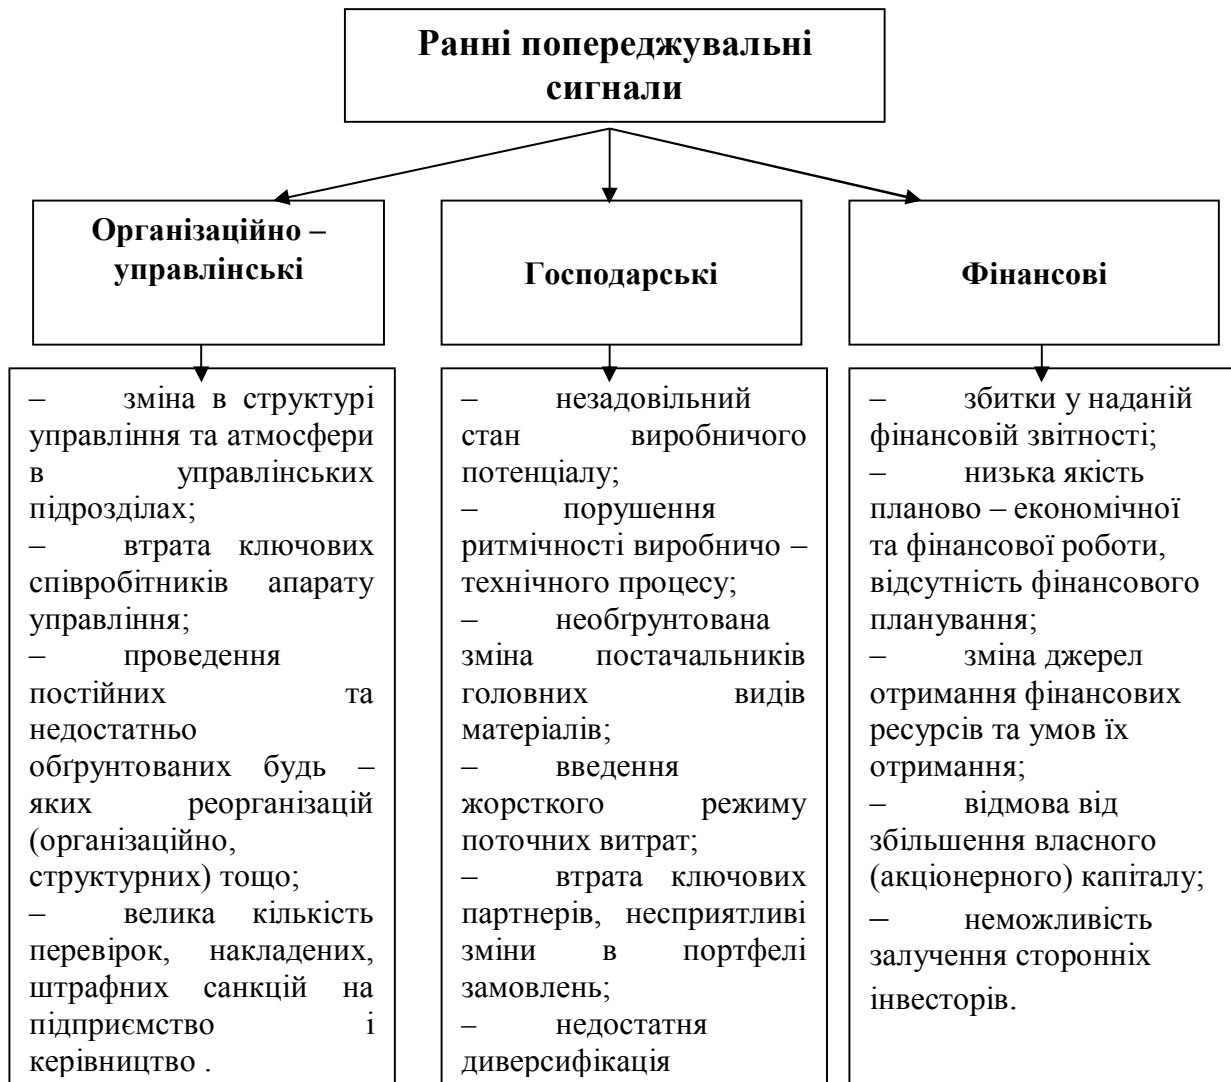 Ранні попереджувальні
сигнали
Організаційно –
управлінські
Господарські
Фінансові
– зміна в структурі
управління та атмосфери
в управлінських
підрозділах;
– втрата ключових
співробітників апарату
управління;
– проведення
постійних та
недостатньо
обґрунтованих будь –
яких реорганізацій
(організаційно,
структурних) тощо;
– велика кількість
перевірок, накладених,
штрафних санкцій на
підприємство і
керівництво .
– незадовільний
стан виробничого
потенціалу;
– порушення
ритмічності виробничо –
технічного процесу;
– необґрунтована
зміна постачальників
головних видів
матеріалів;
– введення
жорсткого режиму
поточних витрат;
– втрата ключових
партнерів, несприятливі
зміни в портфелі
замовлень;
– недостатня
диверсифікація
– збитки у наданій
фінансовій звітності;
– низька якість
планово – економічної
та фінансової роботи,
відсутність фінансового
планування;
– зміна джерел
отримання фінансових
ресурсів та умов їх
отримання;
– відмова від
збільшення власного
(акціонерного) капіталу;
– неможливість
залучення сторонніх
інвесторів.